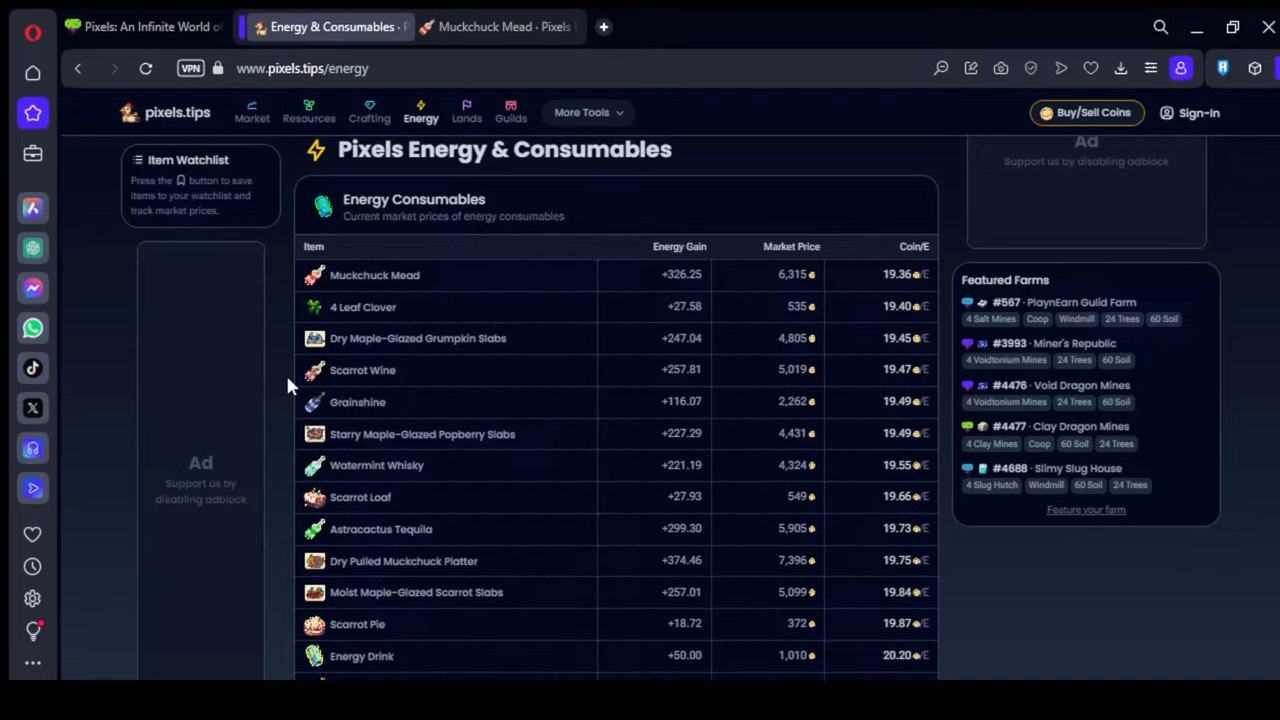 Pixels: An Infinite World of
Energy & Consumables ·
Muckchuck Mead · Pixels
VPN
www.pixels.tips/energy
pixels.tips
Market
Resources
Crafting
Energy
Lands
Guilds
More Tools
Buy/Sell Coins
Sign-In
Item Watchlist
Press the button to save
items to your watchlist and
track market prices.
Ad
Support us by
disabling adblock
Pixels Energy & Consumables
Energy Consumables
Current market prices of energy consumables
Item Energy Gain Market Price Coin/E
Muckchuck Mead +326.25 6,315 19.36/E
4 Leaf Clover +27.58 535 19.40/E
Dry Maple-Glazed Grumpkin Slabs +247.04 4,805 19.45/E
Scarrot Wine +257.81 5,019 19.47/E
Grainshine +116.07 2,262 19.49/E
Starry Maple-Glazed Popberry Slabs +227.29 4,431 19.49/E
Watermint Whisky +221.19 4,324 19.55/E
Scarrot Loaf +27.93 549 19.66/E
Astracactus Tequila +299.30 5,905 19.73/E
Dry Pulled Muckchuck Platter +374.46 7,396 19.75/E
Moist Maple-Glazed Scarrot Slabs +257.01 5,099 19.84/E
Scarrot Pie +18.72 372 19.87/E
Energy Drink +50.00 1,010 20.20/E
Ad
Support us by disabling adblock
Featured Farms
#567 · PlaynEarn Guild Farm
4 Salt Mines Coop Windmill 24 Trees 60 Soil
#3993 · Miner's Republic
4 Voidtonium Mines 24 Trees 60 Soil
#4476 · Void Dragon Mines
4 Voidtonium Mines 24 Trees 60 Soil
#4477 · Clay Dragon Mines
4 Clay Mines Coop 60 Soil 24 Trees
#4688 · Slimy Slug House
4 Slug Hutch Windmill 60 Soil 24 Trees
Feature your farm